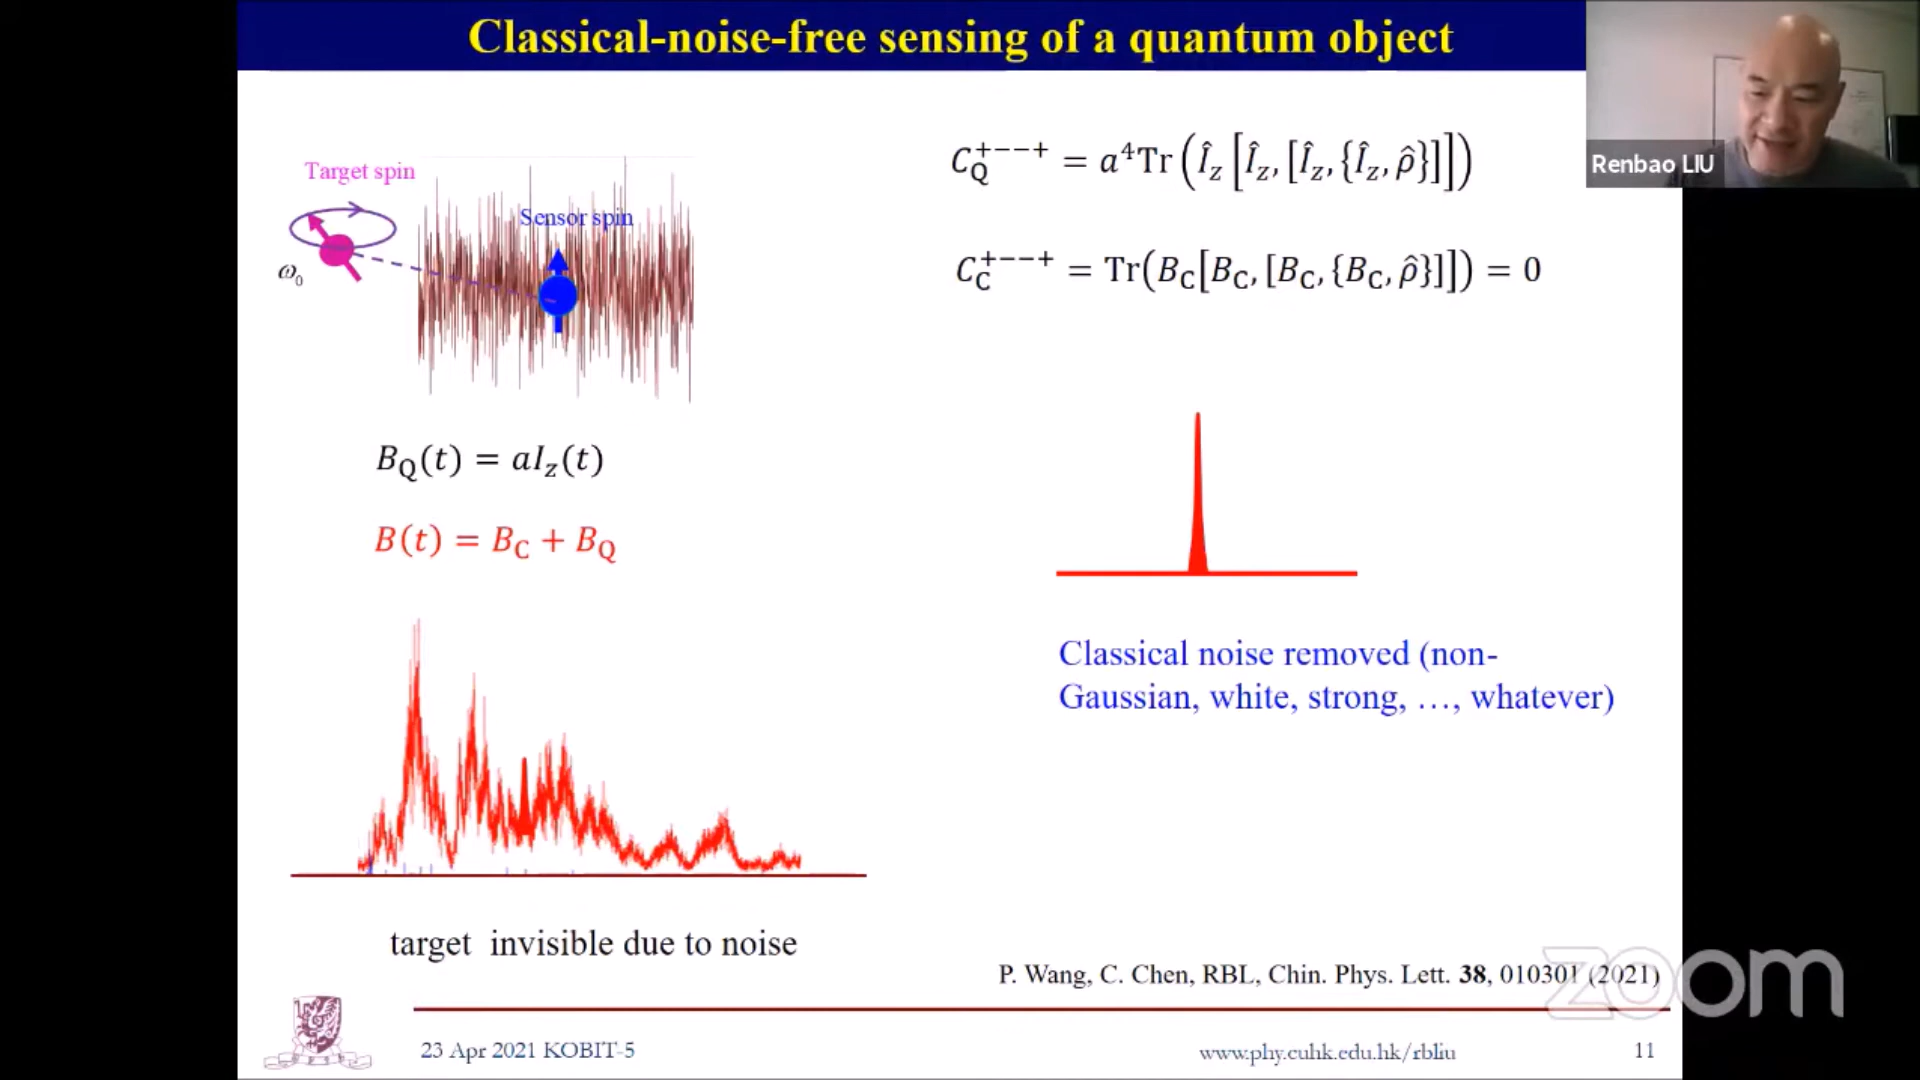 Classical-noise-free sensing of a quantum object
Renbao LIU
Target spin
Sensor spin
ω₀
C_Q^{+−−+} = a⁴Tr(Î_z[Î_z,[Î_z,{Î_z,ρ̂}]])
C_C^{+−−+} = Tr(B_C[B_C,[B_C,{B_C,ρ̂}]]) = 0
B_Q(t) = aI_z(t)
B(t) = B_C + B_Q
Classical noise removed (non-
Gaussian, white, strong, …, whatever)
target invisible due to noise
P. Wang, C. Chen, RBL, Chin. Phys. Lett. 38, 010301 (2021)
zoom
23 Apr 2021 KOBIT-5
www.phy.cuhk.edu.hk/rbliu
11